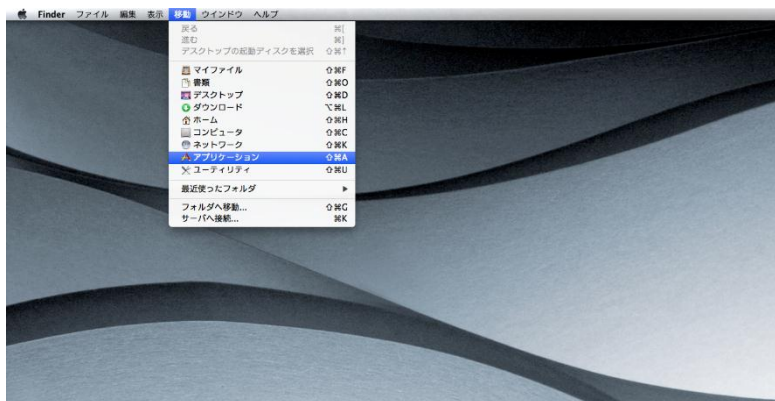 Finder ファイル 編集 表示 移動 ウインドウ ヘルプ
戻る ⌘[
進む ⌘]
デスクトップの起動ディスクを選択 ⇧⌘↑
マイファイル ⇧⌘F
書類 ⇧⌘O
デスクトップ ⇧⌘D
ダウンロード ⌥⌘L
ホーム ⇧⌘H
コンピュータ ⇧⌘C
ネットワーク ⇧⌘K
アプリケーション ⇧⌘A
ユーティリティ ⇧⌘U
最近使ったフォルダ ▶
フォルダへ移動... ⇧⌘G
サーバへ接続... ⌘K